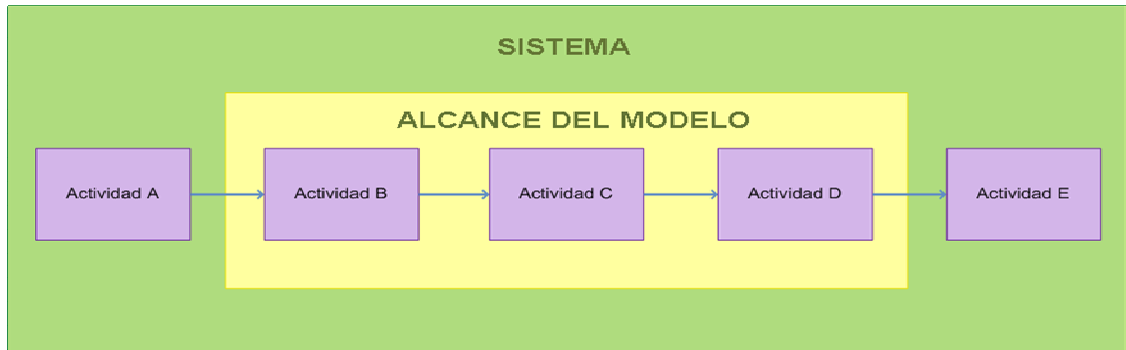 SISTEMA
ALCANCE DEL MODELO
Actividad A
Actividad B
Actividad C
Actividad D
Actividad E